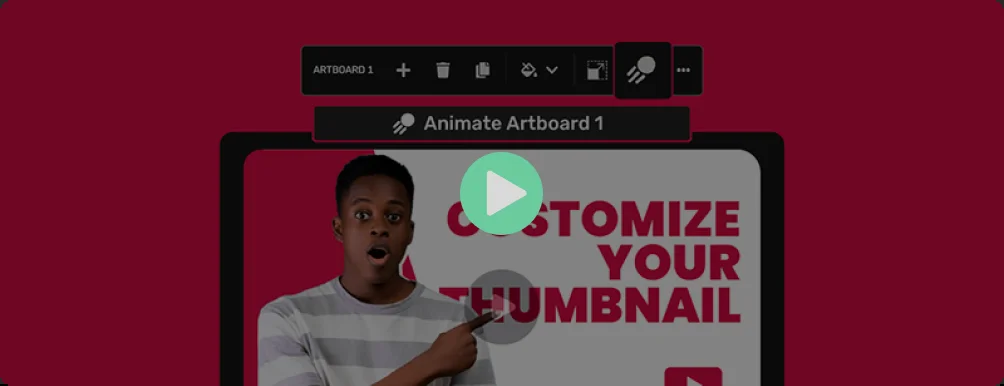 ARTBOARD 1
Animate Artboard 1
CUSTOMIZE
YOUR
THUMBNAIL